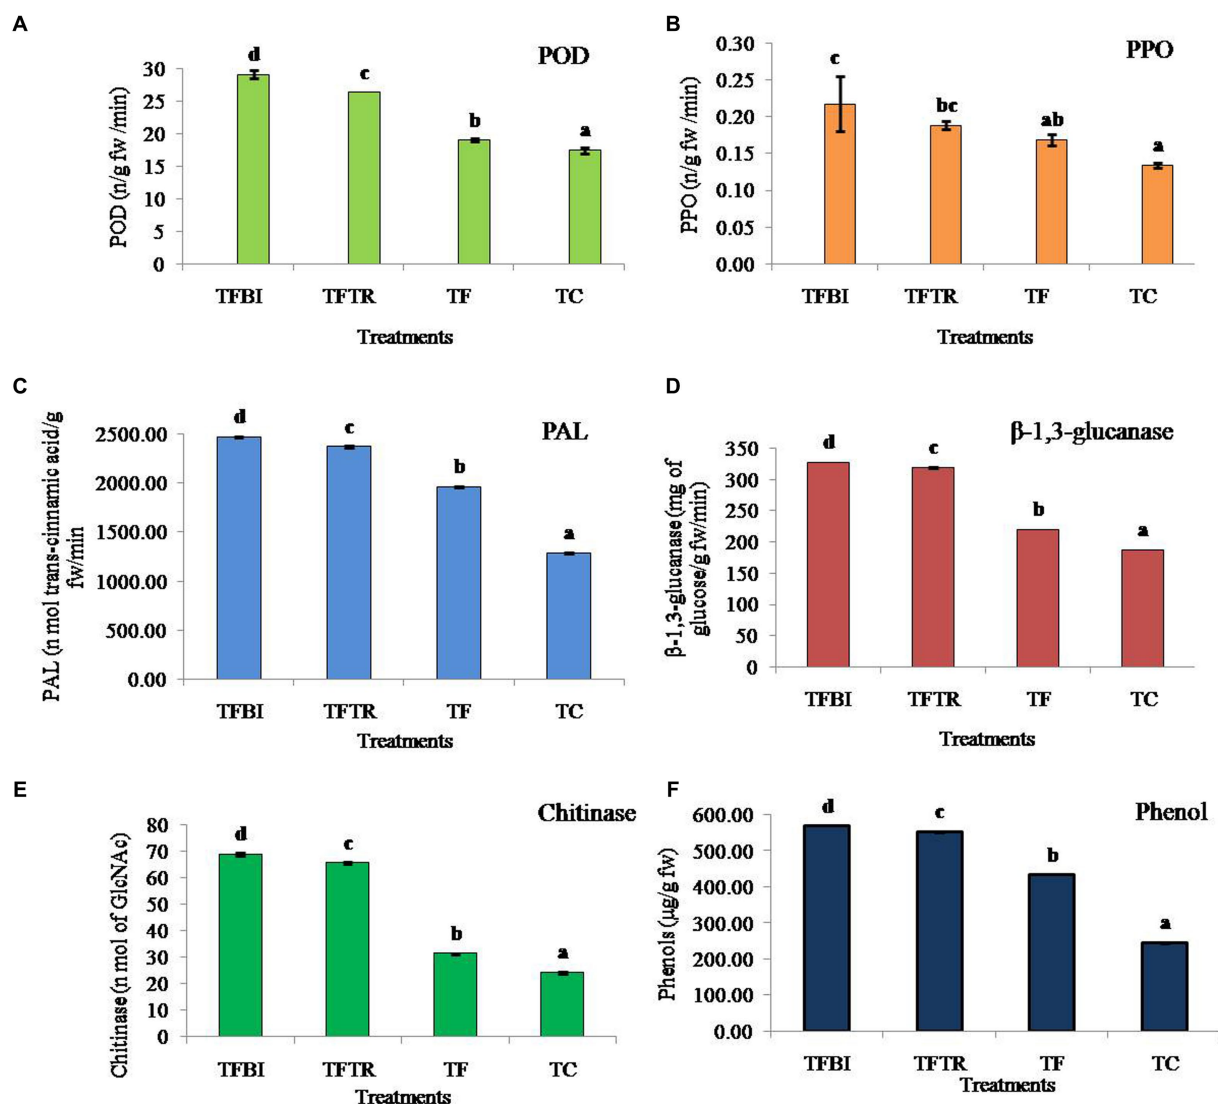 A
POD
POD (n/g fw /min)
30
25
20
15
10
5
0
d
c
b
a
TFBI TFTR TF TC
Treatments
B
PPO
PPO (n/g fw /min)
0.30
0.25
0.20
0.15
0.10
0.05
0.00
c
bc
ab
a
TFBI TFTR TF TC
Treatments
C
PAL
PAL (n mol trans-cinnamic acid/g
fw/min
2500.00
2000.00
1500.00
1000.00
500.00
0.00
d
c
b
a
TFBI TFTR TF TC
Treatments
D
β-1,3-glucanase
β-1,3-glucanase (mg of
glucose/g fw/min)
350
300
250
200
150
100
50
0
d
c
b
a
TFBI TFTR TF TC
Treatments
E
Chitinase
Chitinase (n mol of GlcNAc)
80
70
60
50
40
30
20
10
0
d
c
b
a
TFBI TFTR TF TC
Treatments
F
Phenol
Phenols (µg/g fw)
600.00
500.00
400.00
300.00
200.00
100.00
0.00
d
c
b
a
TFBI TFTR TF TC
Treatments